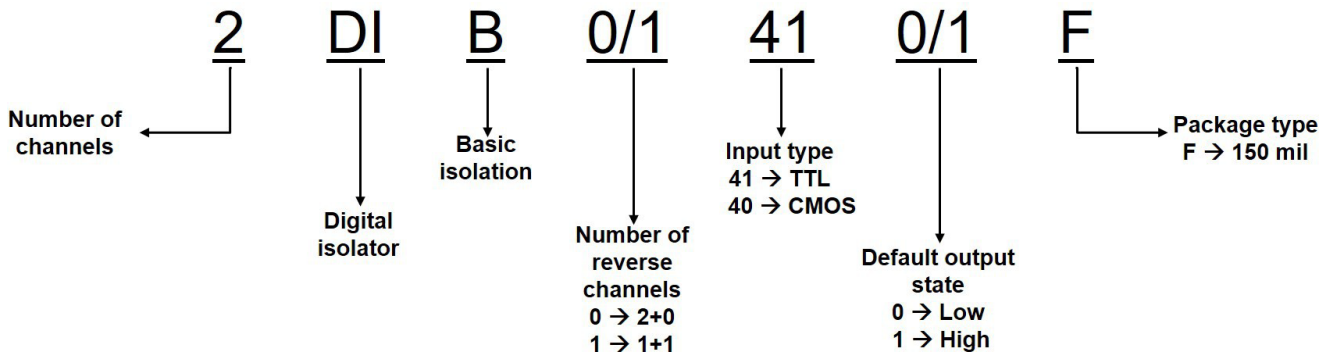 2 DI B 0/1 41 0/1 F
Number of
channels
Digital
isolator
Basic
isolation
Number of
reverse
channels
0 → 2+0
1 → 1+1
Input type
41 → TTL
40 → CMOS
Default output
state
0 → Low
1 → High
Package type
F → 150 mil